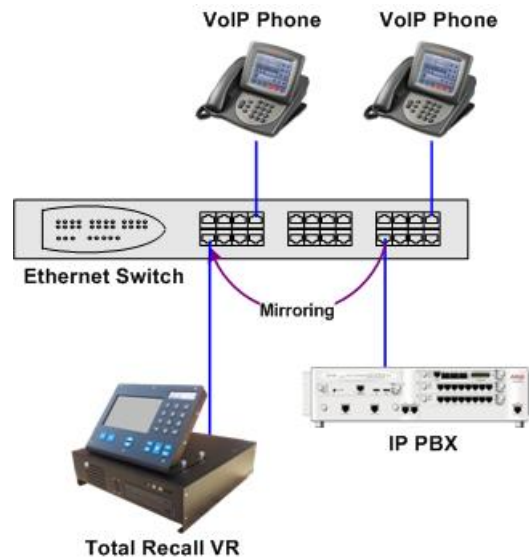 VoIP Phone
VoIP Phone
Ethernet Switch
Mirroring
IP PBX
Total Recall VR